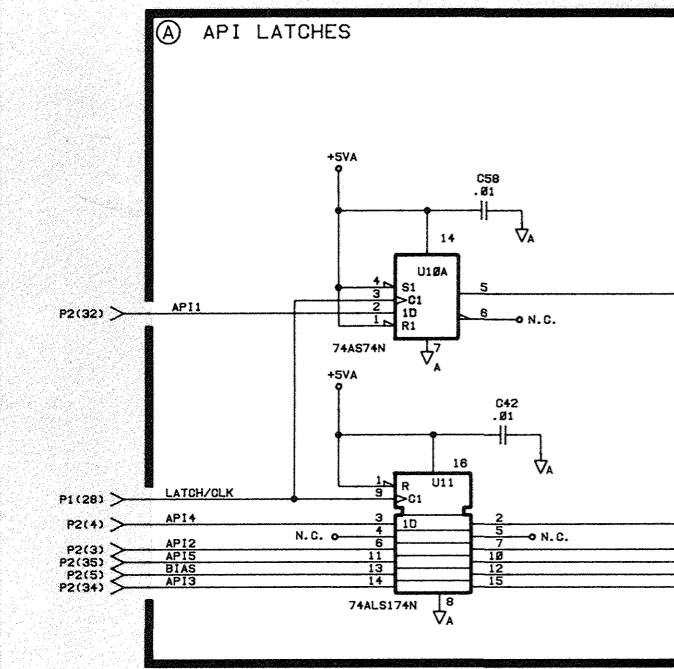 A API LATCHES
+5VA
C58
.01
A
14
U10A
4 S1
3 C1
5
P2(32) API1 2 1D
1 R1
6 N.C.
74AS74N 7
A
+5VA
C42
.01
A
16
1 R U11
P1(28) LATCH/CLK 9 C1
P2(4) API4 3 1D 2
N.C. 4 5 N.C.
P2(3) API2 6 7
P2(35) API5 11 10
P2(5) BIAS 13 12
P2(34) API3 14 15
74ALS174N 8
A